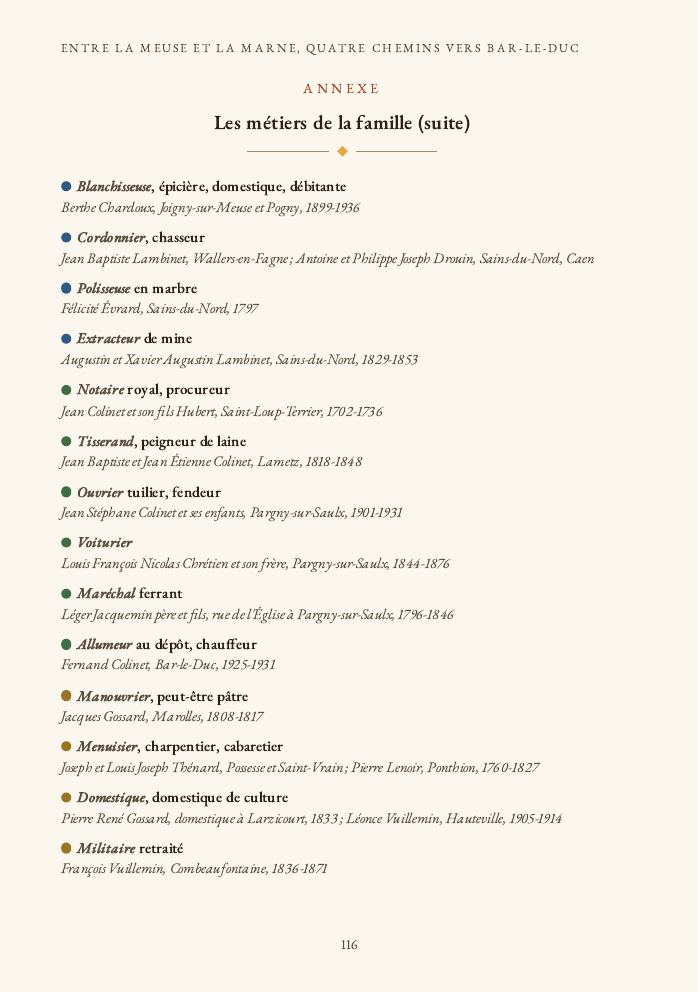 ENTRE LA MEUSE ET LA MARNE, QUATRE CHEMINS VERS BAR-LE-DUC
ANNEXE
Les métiers de la famille (suite)
Blanchisseuse, épicière, domestique, débitante
Berthe Chardoux, Joigny-sur-Meuse et Pogny, 1899-1936
Cordonnier, chasseur
Jean Baptiste Lambinet, Wallers-en-Fagne ; Antoine et Philippe Joseph Drouin, Sains-du-Nord, Caen
Polisseuse en marbre
Félicité Évrard, Sains-du-Nord, 1797
Extracteur de mine
Augustin et Xavier Augustin Lambinet, Sains-du-Nord, 1829-1853
Notaire royal, procureur
Jean Colinet et son fils Hubert, Saint-Loup-Terrier, 1702-1736
Tisserand, peigneur de laine
Jean Baptiste et Jean Étienne Colinet, Lametz, 1818-1848
Ouvrier tuilier, fendeur
Jean Stéphane Colinet et ses enfants, Pargny-sur-Saulx, 1901-1931
Voiturier
Louis François Nicolas Chrétien et son frère, Pargny-sur-Saulx, 1844-1876
Maréchal ferrant
Léger Jacquemin père et fils, rue de l'Église à Pargny-sur-Saulx, 1796-1846
Allumeur au dépôt, chauffeur
Fernand Colinet, Bar-le-Duc, 1925-1931
Manouvrier, peut-être pâtre
Jacques Gossard, Marolles, 1808-1817
Menuisier, charpentier, cabaretier
Joseph et Louis Joseph Thénard, Possesse et Saint-Vrain ; Pierre Lenoir, Ponthion, 1760-1827
Domestique, domestique de culture
Pierre René Gossard, domestique à Larzicourt, 1833 ; Léonce Vuillemin, Hauteville, 1905-1914
Militaire retraité
François Vuillemin, Combeaufontaine, 1836-1871
116